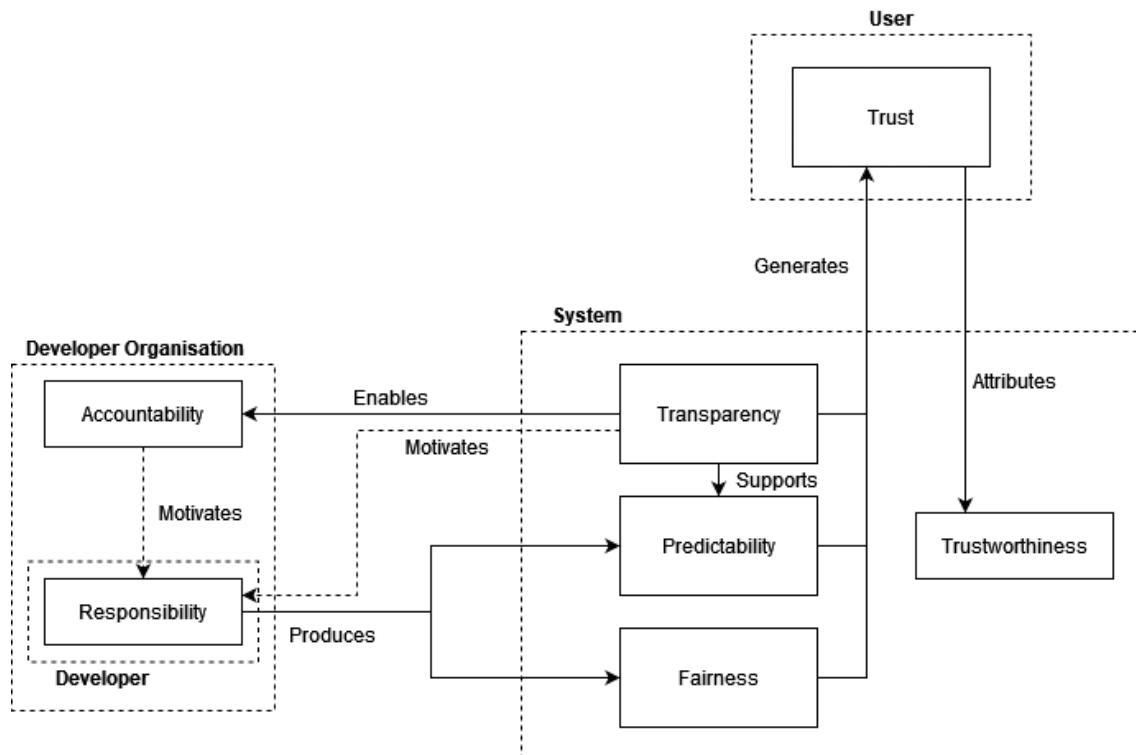 User
Trust
Generates
System
Developer Organisation
Attributes
Enables
Accountability
Transparency
Motivates
Supports
Motivates
Predictability
Trustworthiness
Responsibility
Produces
Developer
Fairness